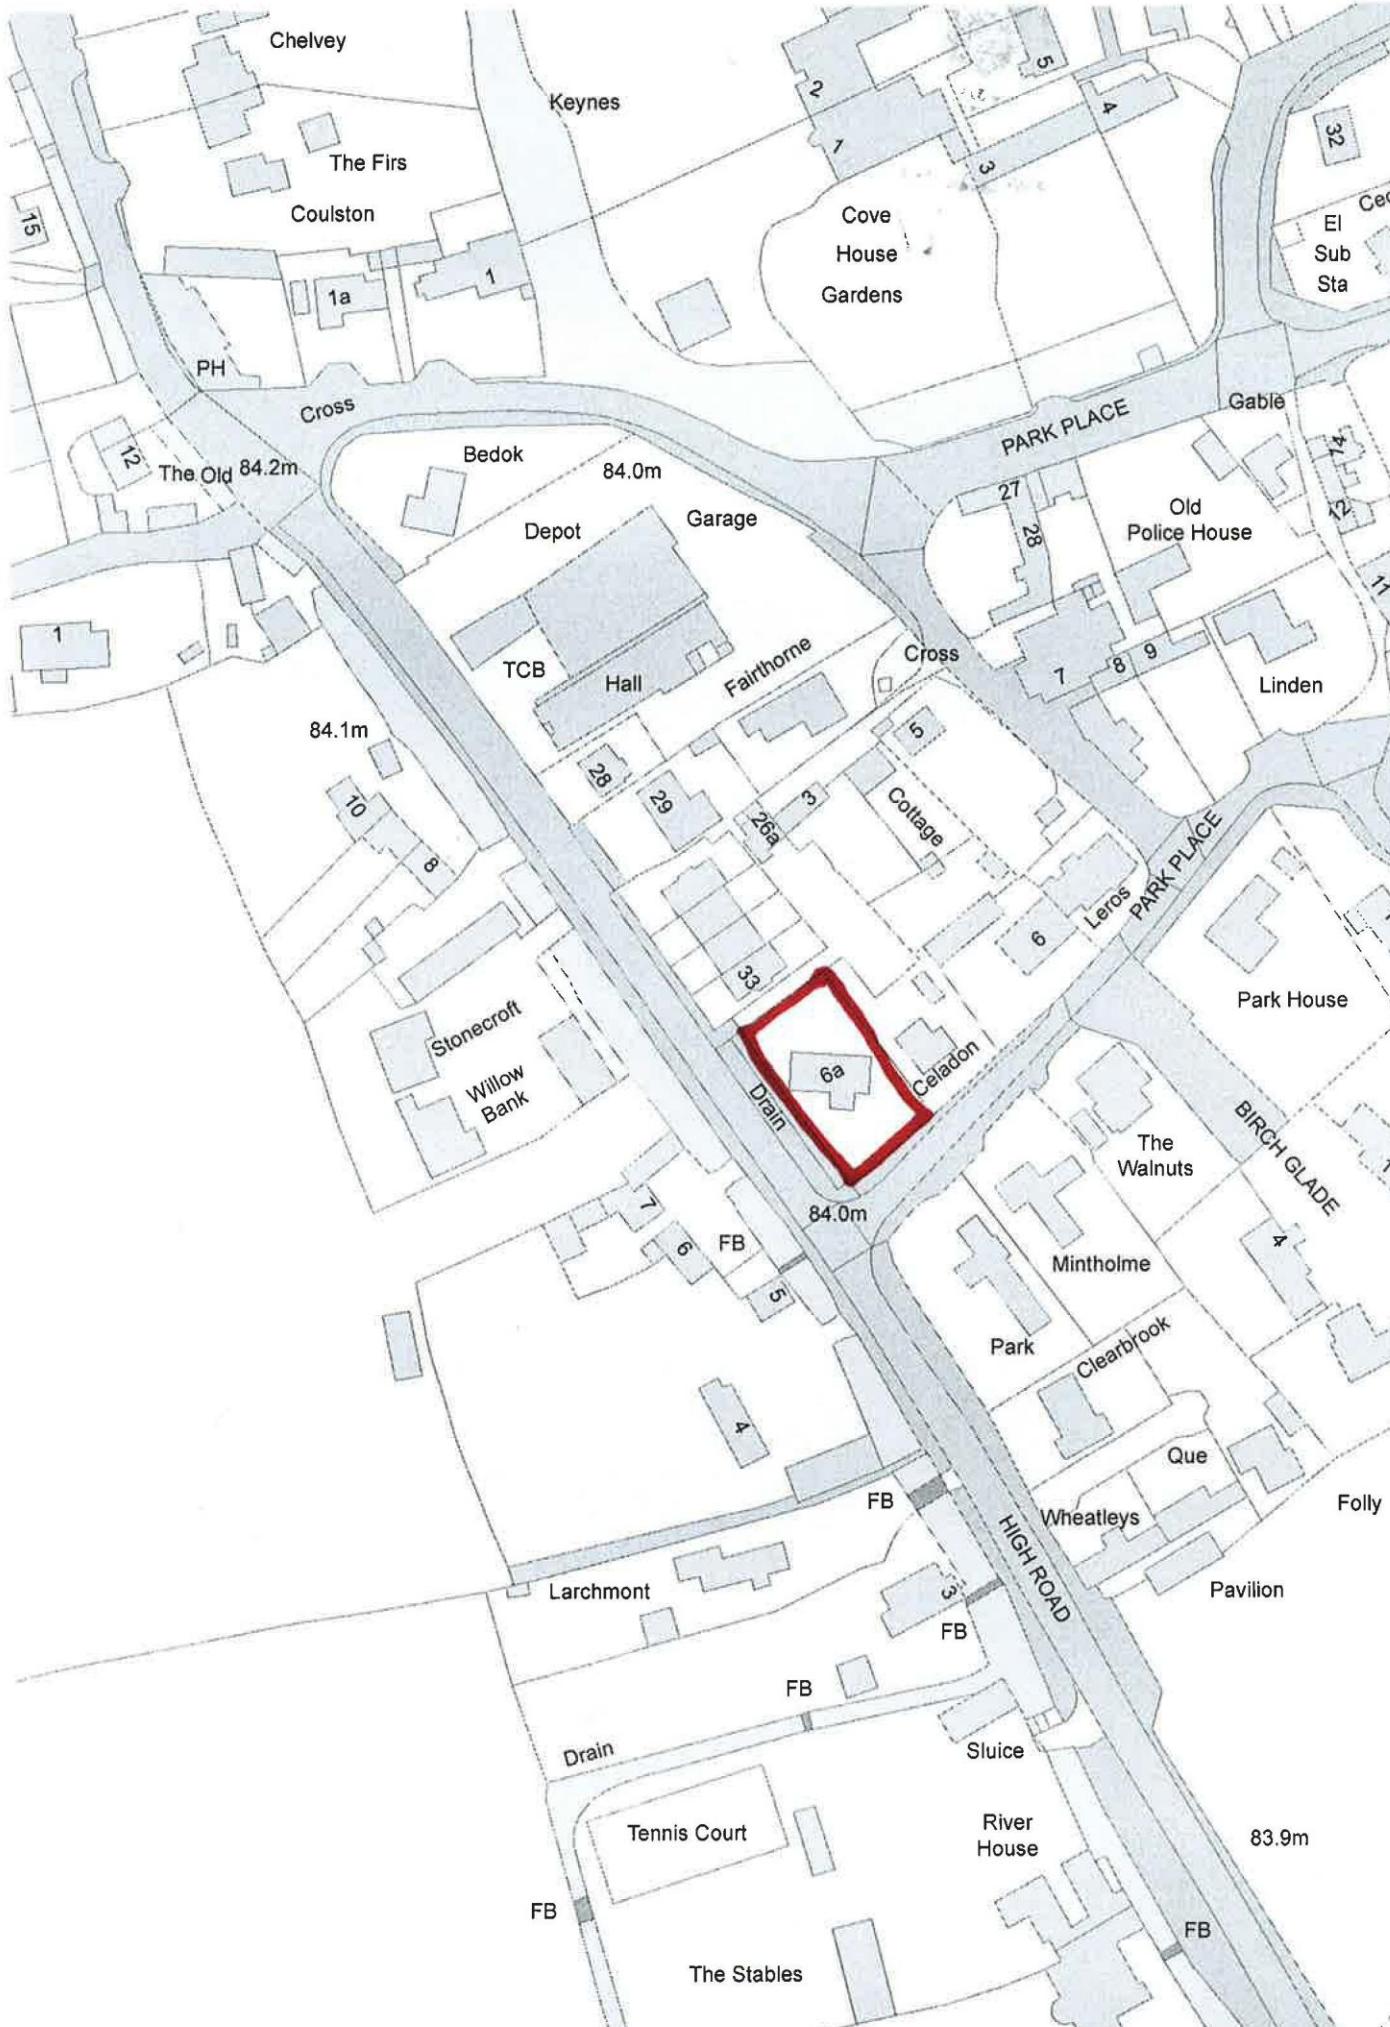 Chelvey
Keynes
2
1
5
4
3
32
The Firs
Coulston
15
Cove
House
Gardens
El
Sub
Sta
1a
1
PH
Cross
PARK PLACE
Gable
12
The Old
84.2m
Bedok
84.0m
27
28
Old
Police House
14
12
11
Depot
Garage
1
TCB
Hall
Fairthorne
Cross
7
8
9
Linden
84.1m
28
29
26a
3
5
Cottage
10
8
PARK PLACE
Leros
6
33
Park House
Stonecroft
Willow
Bank
6a
Celadon
Drain
The
Walnuts
BIRCH GLADE
7
6
FB
5
84.0m
Mintholme
4
Park
Clearbrook
4
Que
FB
Wheatleys
Folly
HIGH ROAD
Larchmont
3
FB
Pavilion
FB
Drain
Sluice
Tennis Court
River
House
83.9m
FB
FB
The Stables